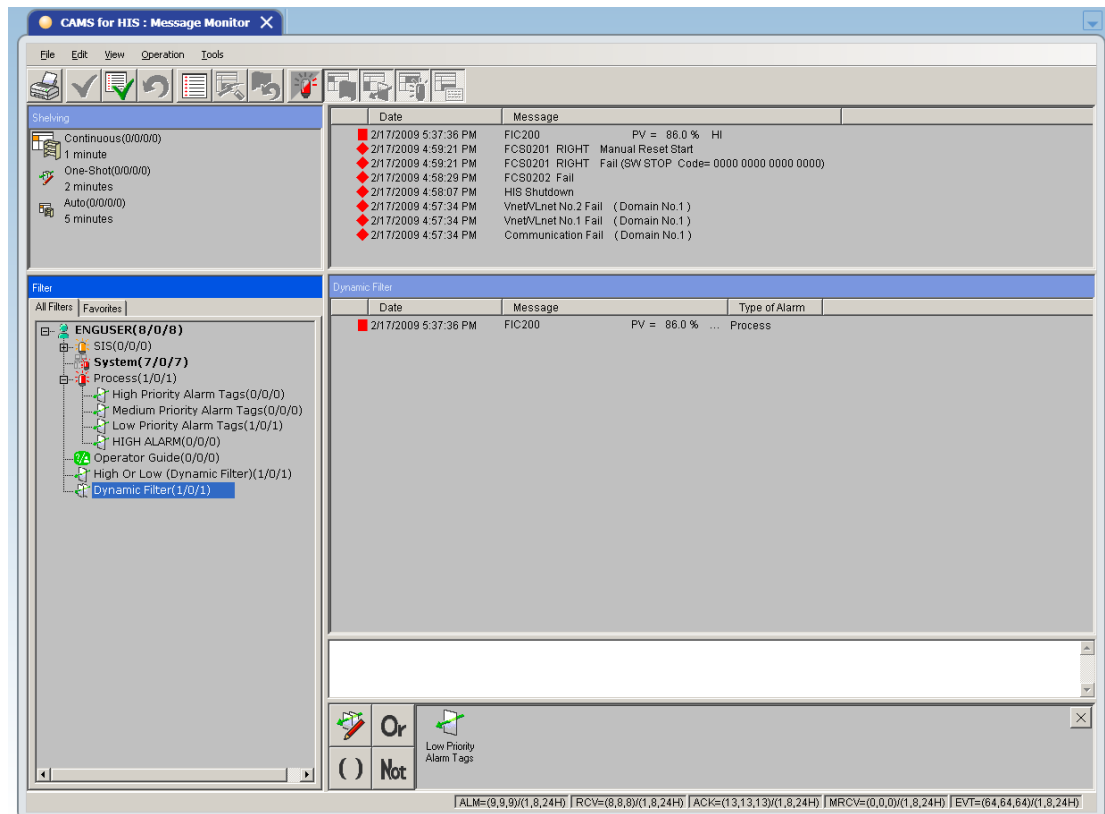 CAMS for HIS : Message Monitor
File Edit View Operation Tools
Shelving
Continuous(0/0/0/0)
1 minute
One-Shot(0/0/0/0)
2 minutes
Auto(0/0/0/0)
5 minutes
Date Message
2/17/2009 5:37:36 PM FIC200 PV = 86.0 % HI
2/17/2009 4:59:21 PM FCS0201 RIGHT Manual Reset Start
2/17/2009 4:59:21 PM FCS0201 RIGHT Fail (SW STOP Code= 0000 0000 0000 0000)
2/17/2009 4:58:29 PM FCS0202 Fail
2/17/2009 4:58:07 PM HIS Shutdown
2/17/2009 4:57:34 PM Vnet/VLnet No.2 Fail (Domain No.1 )
2/17/2009 4:57:34 PM Vnet/VLnet No.1 Fail (Domain No.1 )
2/17/2009 4:57:34 PM Communication Fail (Domain No.1 )
Filter
All Filters Favorites
ENGUSER(8/0/8)
SIS(0/0/0)
System(7/0/7)
Process(1/0/1)
High Priority Alarm Tags(0/0/0)
Medium Priority Alarm Tags(0/0/0)
Low Priority Alarm Tags(1/0/1)
HIGH ALARM(0/0/0)
Operator Guide(0/0/0)
High Or Low (Dynamic Filter)(1/0/1)
Dynamic Filter(1/0/1)
Dynamic Filter
Date Message Type of Alarm
2/17/2009 5:37:36 PM FIC200 PV = 86.0 % ... Process
Or
Low Priority
Alarm Tags
( ) Not
ALM=(9,9,9)/(1,8,24H) RCV=(8,8,8)/(1,8,24H) ACK=(13,13,13)/(1,8,24H) MRCV=(0,0,0)/(1,8,24H) EVT=(64,64,64)/(1,8,24H)